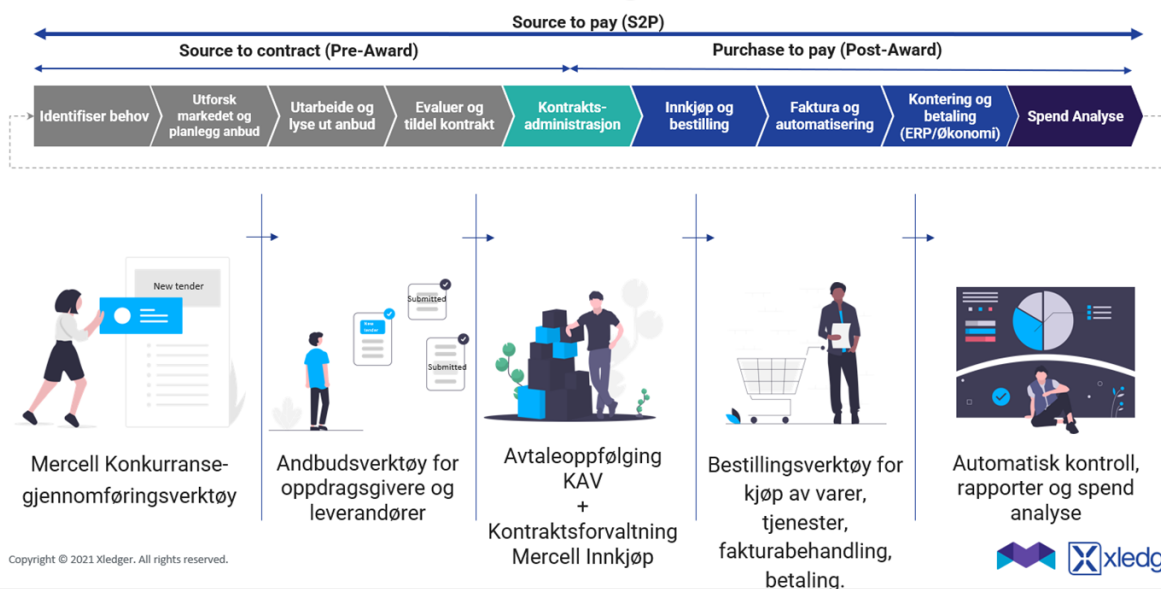 Source to pay (S2P)
Source to contract (Pre-Award)
Purchase to pay (Post-Award)
Identifiser behov
Utforsk
markedet og
planlegg anbud
Utarbeide og
lyse ut anbud
Evaluer og
tildel kontrakt
Kontrakts-
administrasjon
Innkjøp og
bestilling
Faktura og
automatisering
Kontering og
betaling
(ERP/Økonomi)
Spend Analyse
New tender
New
tender
Submitted
Submitted
Mercell Konkurranse-
gjennomføringsverktøy
Andbudsverktøy for
oppdragsgivere og
leverandører
Avtaleoppfølging
KAV
+
Kontraktsforvaltning
Mercell Innkjøp
Bestillingsverktøy for
kjøp av varer,
tjenester,
fakturabehandling,
betaling.
Automatisk kontroll,
rapporter og spend
analyse
Copyright © 2021 Xledger. All rights reserved.
xledg